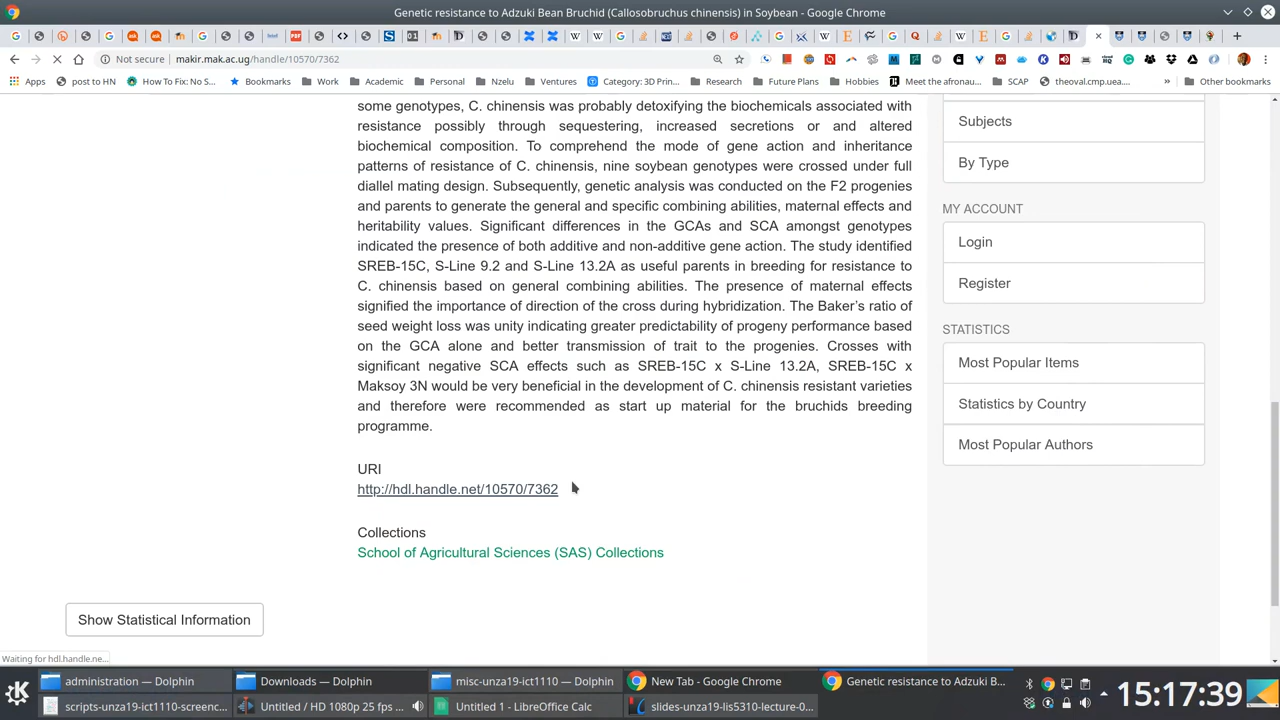 Genetic resistance to Adzuki Bean Bruchid (Callosobruchus chinensis) in Soybean - Google Chrome
Not secure makir.mak.ac.ug/handle/10570/7362
Apps post to HN How To Fix: No S... Bookmarks Work Academic Personal Nzelu Ventures Category: 3D Prin... Research Future Plans Hobbies Meet the afronau... SCAP theoval.cmp.uea.... » Other bookmarks
some genotypes, C. chinensis was probably detoxifying the biochemicals associated with
resistance possibly through sequestering, increased secretions or and altered
biochemical composition. To comprehend the mode of gene action and inheritance
patterns of resistance of C. chinensis, nine soybean genotypes were crossed under full
diallel mating design. Subsequently, genetic analysis was conducted on the F2 progenies
and parents to generate the general and specific combining abilities, maternal effects and
heritability values. Significant differences in the GCAs and SCA amongst genotypes
indicated the presence of both additive and non-additive gene action. The study identified
SREB-15C, S-Line 9.2 and S-Line 13.2A as useful parents in breeding for resistance to
C. chinensis based on general combining abilities. The presence of maternal effects
signified the importance of direction of the cross during hybridization. The Baker's ratio of
seed weight loss was unity indicating greater predictability of progeny performance based
on the GCA alone and better transmission of trait to the progenies. Crosses with
significant negative SCA effects such as SREB-15C x S-Line 13.2A, SREB-15C x
Maksoy 3N would be very beneficial in the development of C. chinensis resistant varieties
and therefore were recommended as start up material for the bruchids breeding
programme.
URI
http://hdl.handle.net/10570/7362
Collections
School of Agricultural Sciences (SAS) Collections
Show Statistical Information
Subjects
By Type
MY ACCOUNT
Login
Register
STATISTICS
Most Popular Items
Statistics by Country
Most Popular Authors
Waiting for hdl.handle.ne...
administration — Dolphin
Downloads — Dolphin
misc-unza19-ict1110 — Dolphin
New Tab - Google Chrome
Genetic resistance to Adzuki B...
scripts-unza19-ict1110-screenc...
Untitled / HD 1080p 25 fps ...
Untitled 1 - LibreOffice Calc
slides-unza19-lis5310-lecture-0...
15:17:39